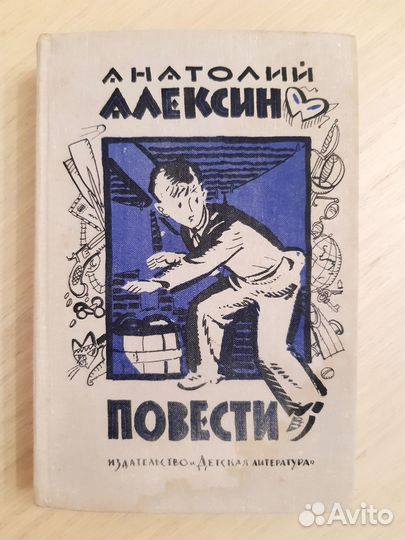 АНАТОЛИЙ
АЛЕКСИН
ПОВЕСТИ
ИЗДАТЕЛЬСТВО «ДЕТСКАЯ ЛИТЕРАТУРА»
Avito